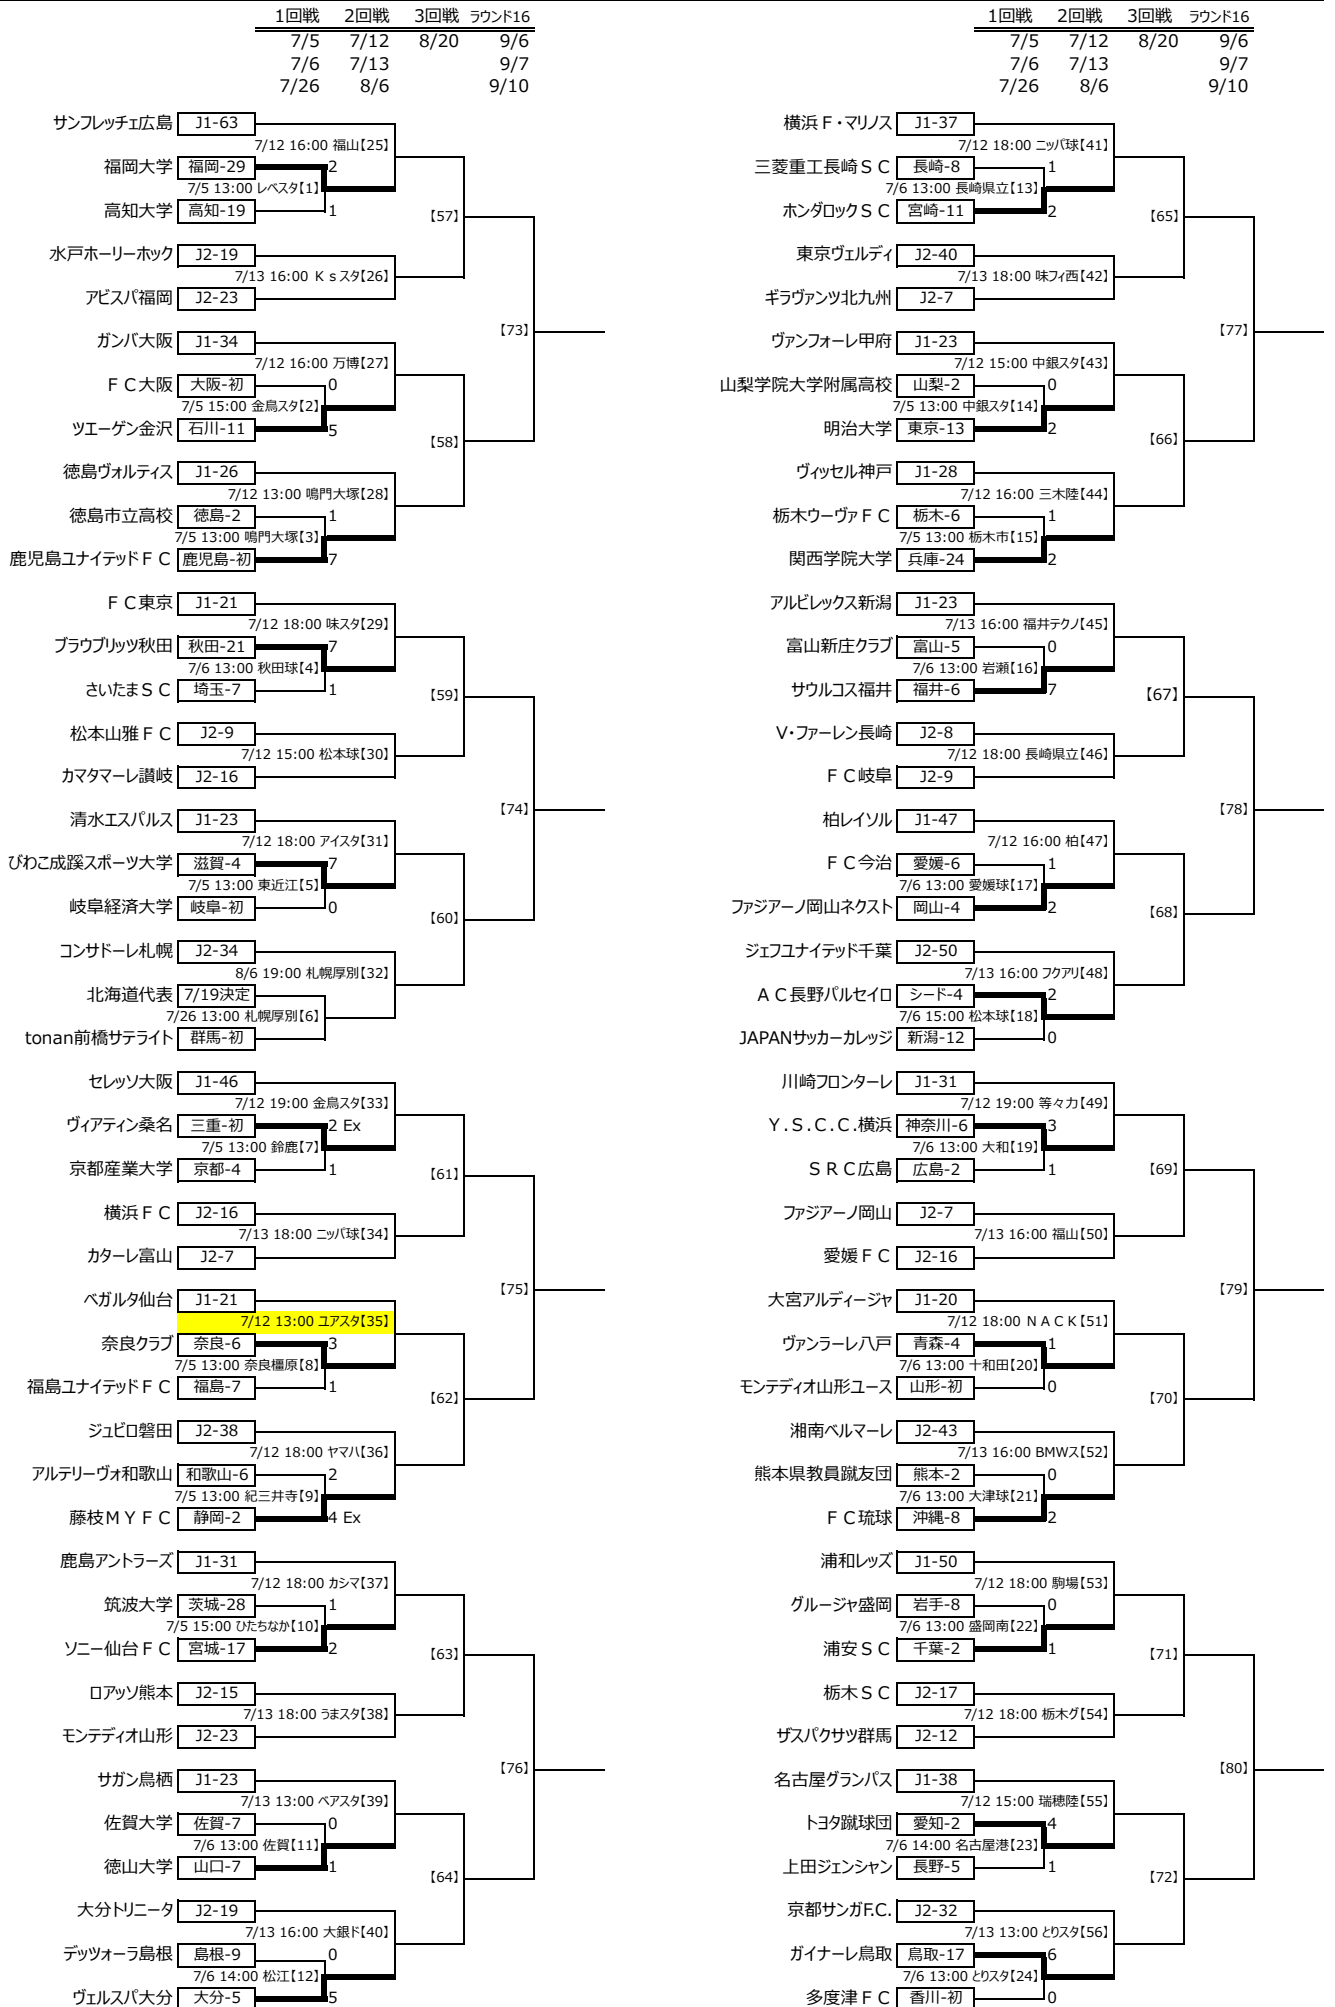 1回戦 2回戦 3回戦 ラウンド16
7/5 7/12 8/20 9/6
7/6 7/13 9/7
7/26 8/6 9/10
サンフレッチェ広島 J1-63
7/12 16:00 福山【25】
福岡大学 福岡-29 2
7/5 13:00 レベスタ【1】
高知大学 高知-19 1
【57】
水戸ホーリーホック J2-19
7/13 16:00 Ｋｓスタ【26】
アビスパ福岡 J2-23
【73】
ガンバ大阪 J1-34
7/12 16:00 万博【27】
ＦＣ大阪 大阪-初 0
7/5 15:00 金鳥スタ【2】
ツエーゲン金沢 石川-11 5
【58】
徳島ヴォルティス J1-26
7/12 13:00 鳴門大塚【28】
徳島市立高校 徳島-2 1
7/5 13:00 鳴門大塚【3】
鹿児島ユナイテッドＦＣ 鹿児島-初 7
ＦＣ東京 J1-21
7/12 18:00 味スタ【29】
ブラウブリッツ秋田 秋田-21 7
7/6 13:00 秋田球【4】
さいたまＳＣ 埼玉-7 1
【59】
松本山雅ＦＣ J2-9
7/12 15:00 松本球【30】
カマタマーレ讃岐 J2-16
【74】
清水エスパルス J1-23
7/12 18:00 アイスタ【31】
びわこ成蹊スポーツ大学 滋賀-4 7
7/5 13:00 東近江【5】
岐阜経済大学 岐阜-初 0
【60】
コンサドーレ札幌 J2-34
8/6 19:00 札幌厚別【32】
北海道代表 7/19決定
7/26 13:00 札幌厚別【6】
tonan前橋サテライト 群馬-初
セレッソ大阪 J1-46
7/12 19:00 金鳥スタ【33】
ヴィアティン桑名 三重-初 2 Ex
7/5 13:00 鈴鹿【7】
京都産業大学 京都-4 1
【61】
横浜ＦＣ J2-16
7/13 18:00 ニッパ球【34】
カターレ富山 J2-7
【75】
ベガルタ仙台 J1-21
7/12 13:00 ユアスタ【35】
奈良クラブ 奈良-6 3
7/5 13:00 奈良橿原【8】
福島ユナイテッドＦＣ 福島-7 1
【62】
ジュビロ磐田 J2-38
7/12 18:00 ヤマハ【36】
アルテリーヴォ和歌山 和歌山-6 2
7/5 13:00 紀三井寺【9】
藤枝ＭＹＦＣ 静岡-2 4 Ex
鹿島アントラーズ J1-31
7/12 18:00 カシマ【37】
筑波大学 茨城-28 1
7/5 15:00 ひたちなか【10】
ソニー仙台ＦＣ 宮城-17 2
【63】
ロアッソ熊本 J2-15
7/13 18:00 うまスタ【38】
モンテディオ山形 J2-23
【76】
サガン鳥栖 J1-23
7/13 13:00 ベアスタ【39】
佐賀大学 佐賀-7 0
7/6 13:00 佐賀【11】
徳山大学 山口-7 1
【64】
大分トリニータ J2-19
7/13 16:00 大銀ド【40】
デッツォーラ島根 島根-9 0
7/6 14:00 松江【12】
ヴェルスパ大分 大分-5 5
1回戦 2回戦 3回戦 ラウンド16
7/5 7/12 8/20 9/6
7/6 7/13 9/7
7/26 8/6 9/10
横浜Ｆ・マリノス J1-37
7/12 18:00 ニッパ球【41】
三菱重工長崎ＳＣ 長崎-8 1
7/6 13:00 長崎県立【13】
ホンダロックＳＣ 宮崎-11 2
【65】
東京ヴェルディ J2-40
7/13 18:00 味フィ西【42】
ギラヴァンツ北九州 J2-7
【77】
ヴァンフォーレ甲府 J1-23
7/12 15:00 中銀スタ【43】
山梨学院大学附属高校 山梨-2 0
7/5 13:00 中銀スタ【14】
明治大学 東京-13 2
【66】
ヴィッセル神戸 J1-28
7/12 16:00 三木陸【44】
栃木ウーヴァＦＣ 栃木-6 1
7/5 13:00 栃木市【15】
関西学院大学 兵庫-24 2
アルビレックス新潟 J1-23
7/13 16:00 福井テクノ【45】
富山新庄クラブ 富山-5 0
7/6 13:00 岩瀬【16】
サウルコス福井 福井-6 7
【67】
V・ファーレン長崎 J2-8
7/12 18:00 長崎県立【46】
ＦＣ岐阜 J2-9
【78】
柏レイソル J1-47
7/12 16:00 柏【47】
ＦＣ今治 愛媛-6 1
7/6 13:00 愛媛球【17】
ファジアーノ岡山ネクスト 岡山-4 2
【68】
ジェフユナイテッド千葉 J2-50
7/13 16:00 フクアリ【48】
ＡＣ長野パルセイロ シード-4 2
7/6 15:00 松本球【18】
JAPANサッカーカレッジ 新潟-12 0
川崎フロンターレ J1-31
7/12 19:00 等々力【49】
Ｙ.Ｓ.Ｃ.Ｃ.横浜 神奈川-6 3
7/6 13:00 大和【19】
ＳＲＣ広島 広島-2 1
【69】
ファジアーノ岡山 J2-7
7/13 16:00 福山【50】
愛媛ＦＣ J2-16
【79】
大宮アルディージャ J1-20
7/12 18:00 ＮＡＣＫ【51】
ヴァンラーレ八戸 青森-4 1
7/6 13:00 十和田【20】
モンテディオ山形ユース 山形-初 0
【70】
湘南ベルマーレ J2-43
7/13 16:00 BMWス【52】
熊本県教員蹴友団 熊本-2 0
7/6 13:00 大津球【21】
ＦＣ琉球 沖縄-8 2
浦和レッズ J1-50
7/12 18:00 駒場【53】
グルージャ盛岡 岩手-8 0
7/6 13:00 盛岡南【22】
浦安ＳＣ 千葉-2 1
【71】
栃木ＳＣ J2-17
7/12 18:00 栃木グ【54】
ザスパクサツ群馬 J2-12
【80】
名古屋グランパス J1-38
7/12 15:00 瑞穂陸【55】
トヨタ蹴球団 愛知-2 4
7/6 14:00 名古屋港【23】
上田ジェンシャン 長野-5 1
【72】
京都サンガF.C. J2-32
7/13 13:00 とりスタ【56】
ガイナーレ鳥取 鳥取-17 6
7/6 13:00 とりスタ【24】
多度津ＦＣ 香川-初 0